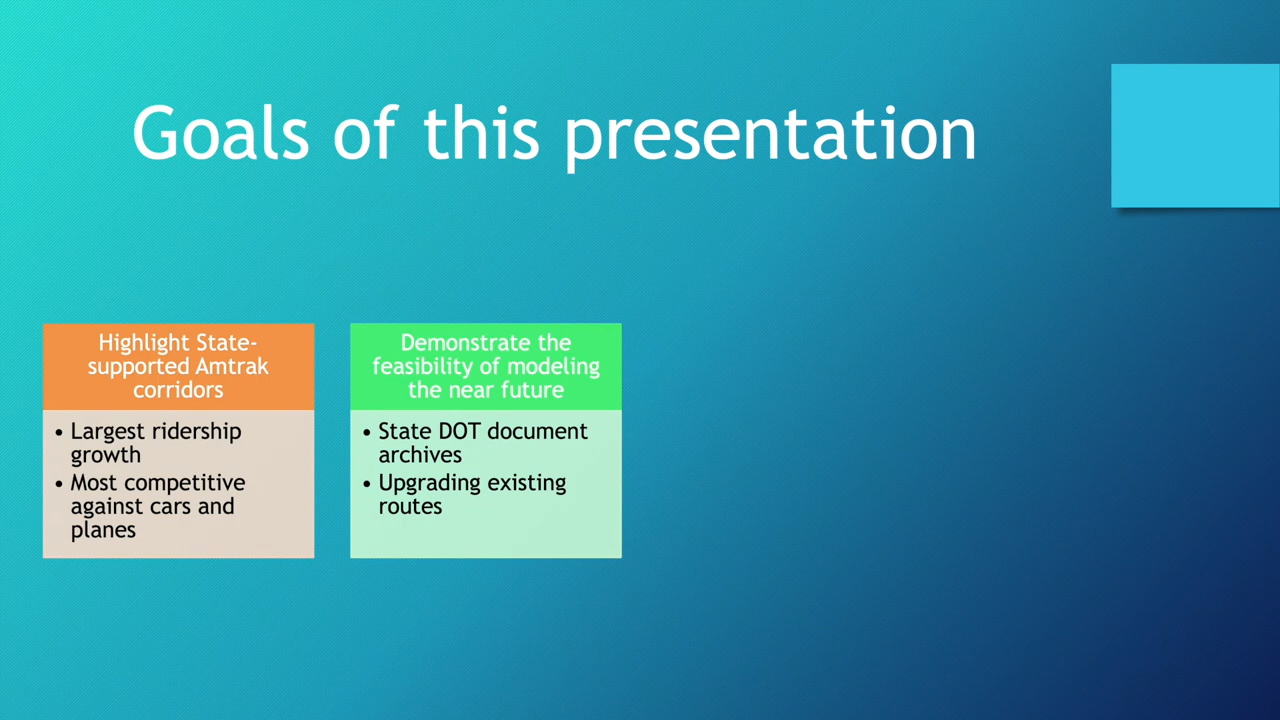 Goals of this presentation
Highlight State-
supported Amtrak
corridors
• Largest ridership
growth
• Most competitive
against cars and
planes
Demonstrate the
feasibility of modeling
the near future
• State DOT document
archives
• Upgrading existing
routes